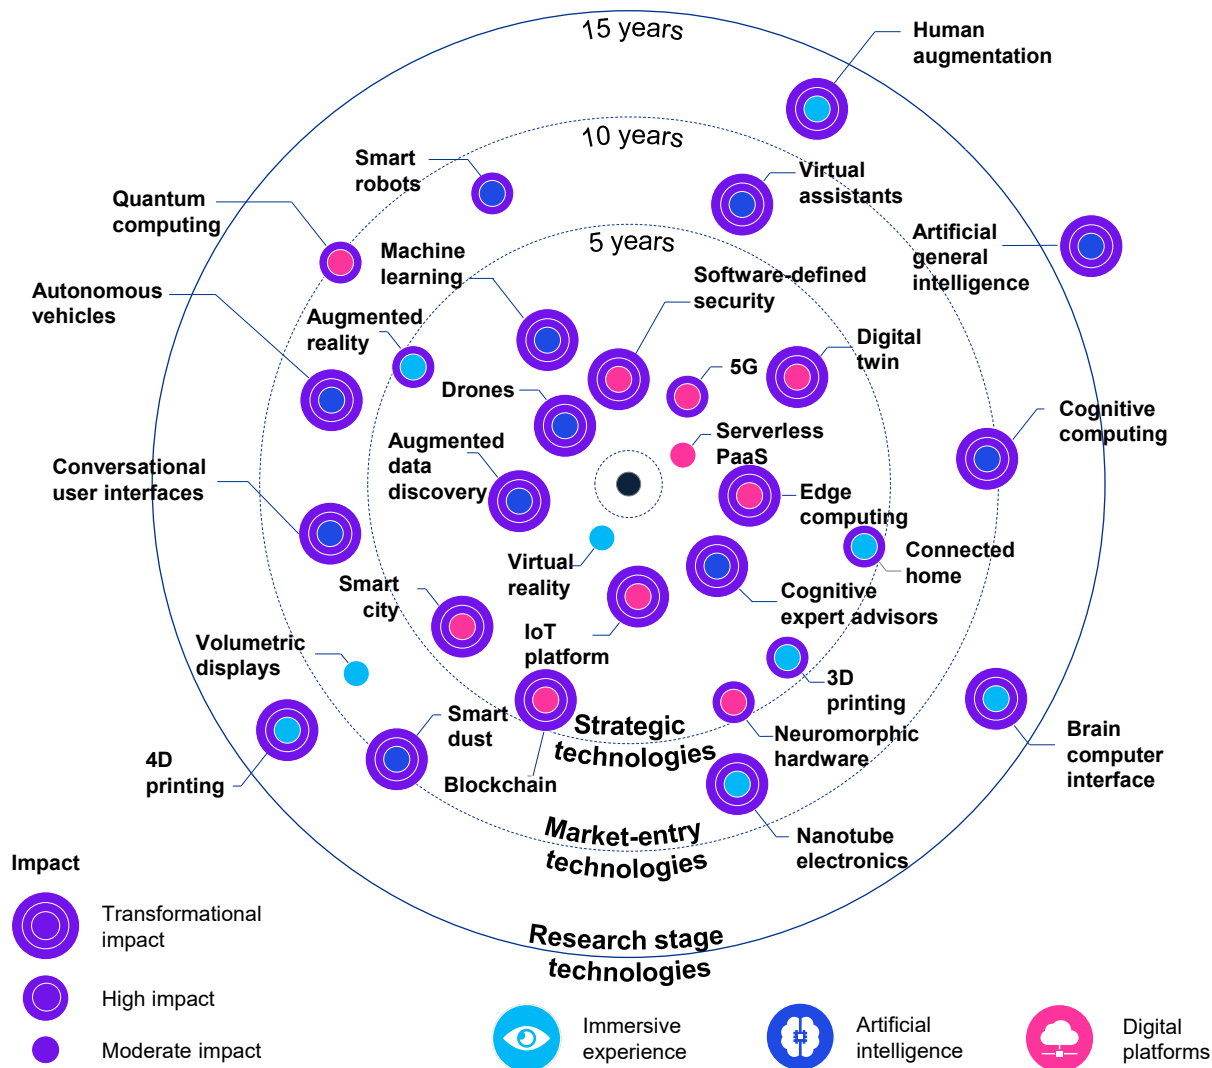 15 years
Human
augmentation
10 years
Smart
robots
Virtual
assistants
Quantum
computing
5 years
Machine
learning
Artificial
general
intelligence
Software-defined
security
Autonomous
vehicles
Augmented
reality
Digital
twin
5G
Drones
Cognitive
computing
Serverless
PaaS
Augmented
data
discovery
Conversational
user interfaces
Edge
computing
Connected
home
Virtual
reality
Smart
city
Cognitive
expert advisors
IoT
platform
Volumetric
displays
3D
printing
Smart
dust
Strategic
technologies
Neuromorphic
hardware
Brain
computer
interface
4D
printing
Blockchain
Market-entry
technologies
Nanotube
electronics
Research stage
technologies
Impact
Transformational
impact
High impact
Moderate impact
Immersive
experience
Artificial
intelligence
Digital
platforms